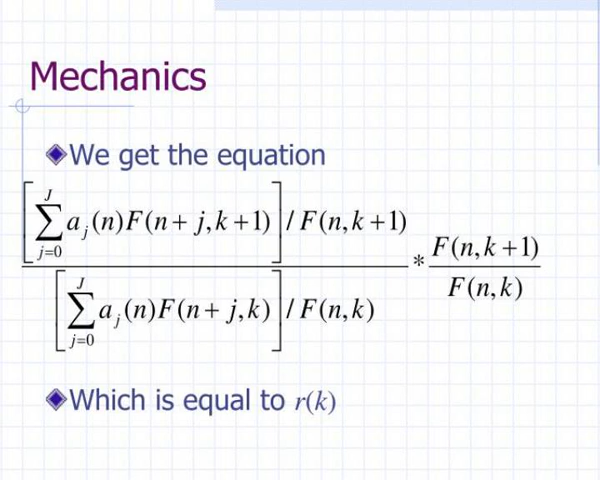 Mechanics
We get the equation
[∑_{j=0}^{J} a_j(n)F(n+j,k+1)] / F(n,k+1)
[∑_{j=0}^{J} a_j(n)F(n+j,k)] / F(n,k)
* F(n,k+1) / F(n,k)
Which is equal to r(k)